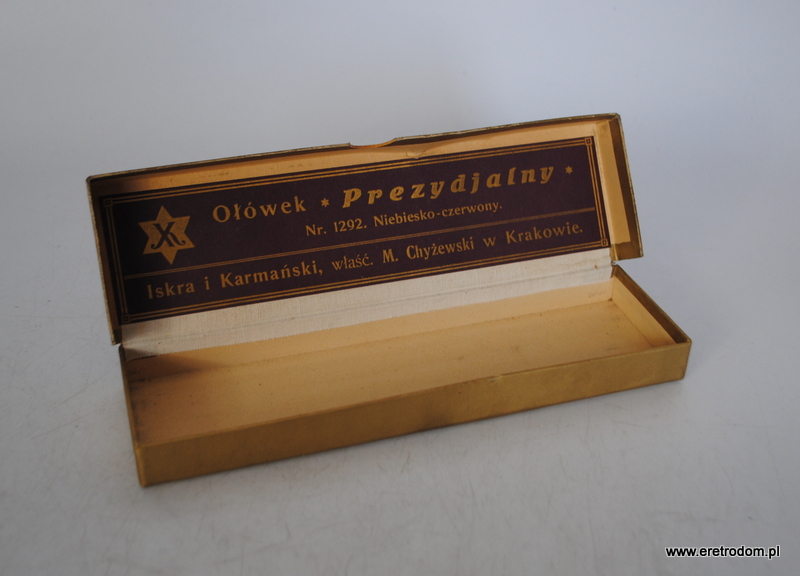 Ołówek * Prezydjalny *
Nr. 1292. Niebiesko-czerwony.
Iskra i Karmański, właść. M. Chyżewski w Krakowie.
www.eretrodom.pl